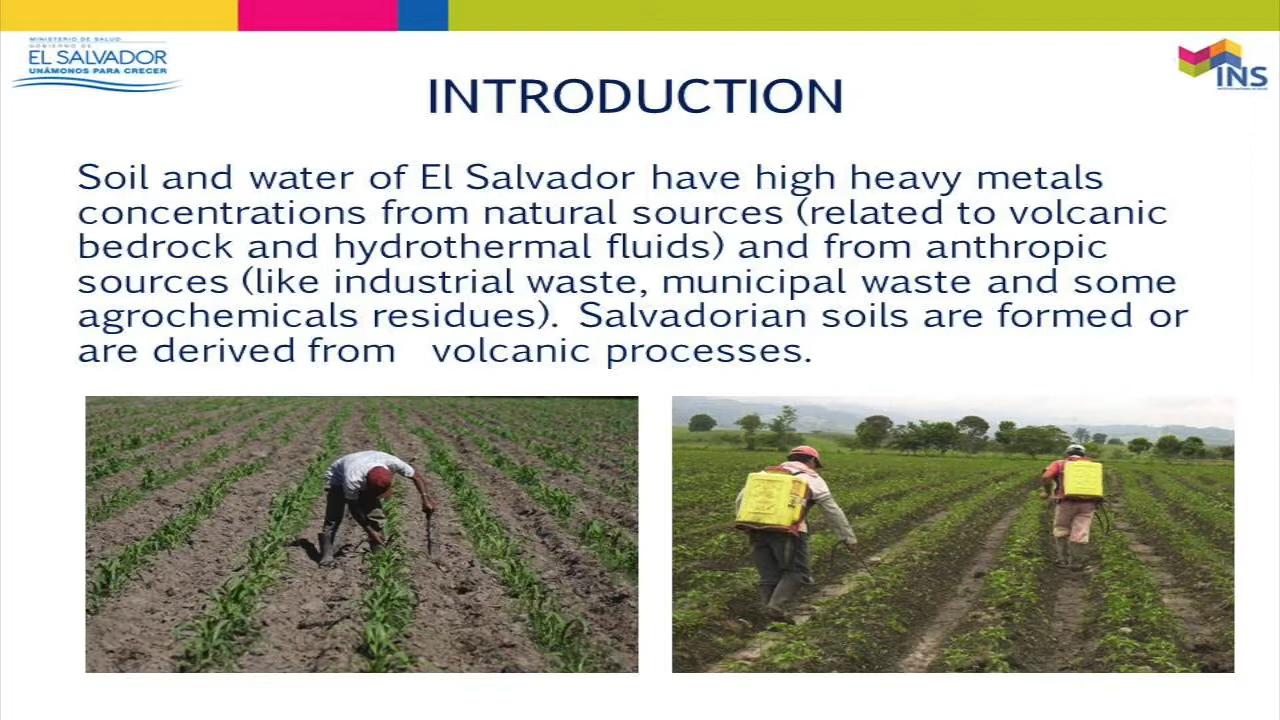 MINISTERIO DE SALUD
GOBIERNO DE
EL SALVADOR
UNÁMONOS PARA CRECER
INS
INTRODUCTION
Soil and water of El Salvador have high heavy metals
concentrations from natural sources (related to volcanic
bedrock and hydrothermal fluids) and from anthropic
sources (like industrial waste, municipal waste and some
agrochemicals residues). Salvadorian soils are formed or
are derived from volcanic processes.